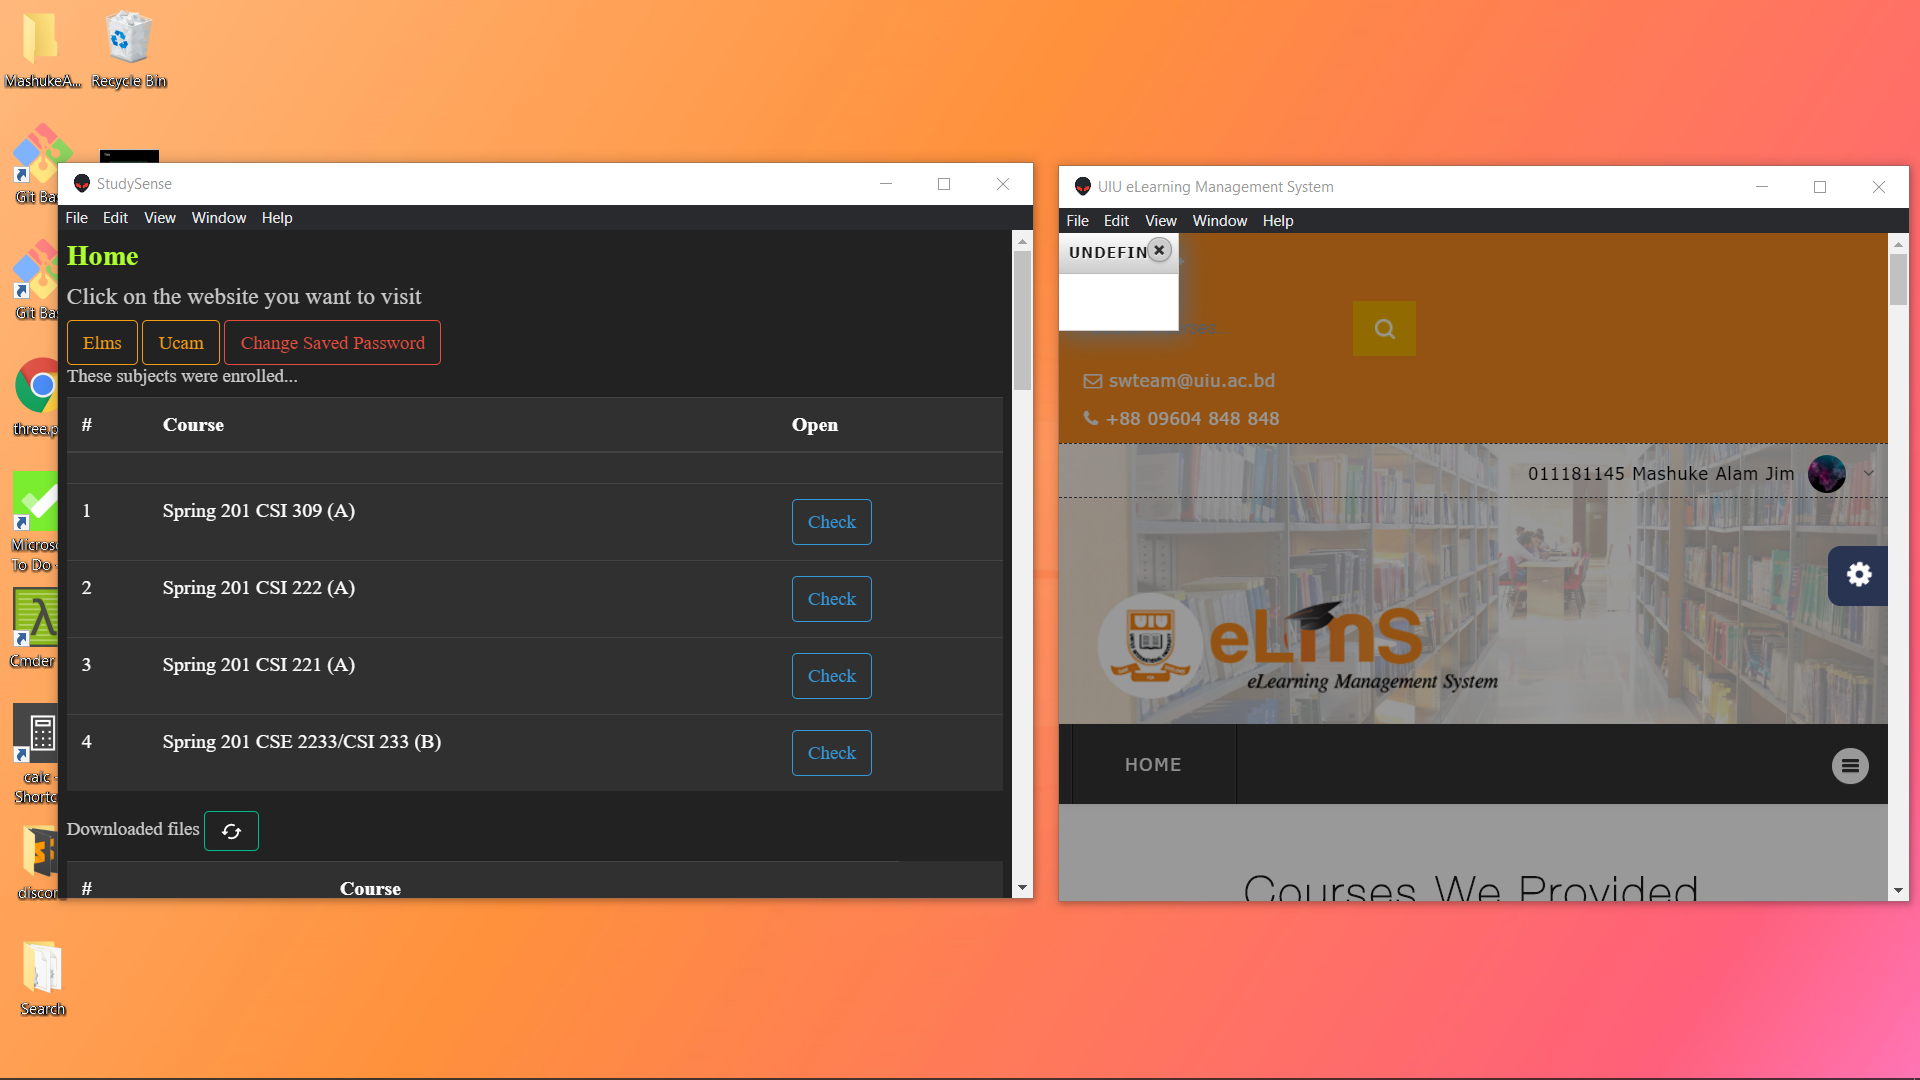 MashukeA...
Recycle Bin
Git Bas
Git Bas
three.p
Micros
To Do -
Cmder
calc -
Shortc
discor
Search
StudySense
File Edit View Window Help
Home
Click on the website you want to visit
Elms Ucam Change Saved Password
These subjects were enrolled...
# Course Open
1 Spring 201 CSI 309 (A) Check
2 Spring 201 CSI 222 (A) Check
3 Spring 201 CSI 221 (A) Check
4 Spring 201 CSE 2233/CSI 233 (B) Check
Downloaded files
# Course
UIU eLearning Management System
File Edit View Window Help
UNDEFIN
swteam@uiu.ac.bd
+88 09604 848 848
011181145 Mashuke Alam Jim
UIU
eLmS
eLearning Management System
HOME
Courses We Provided